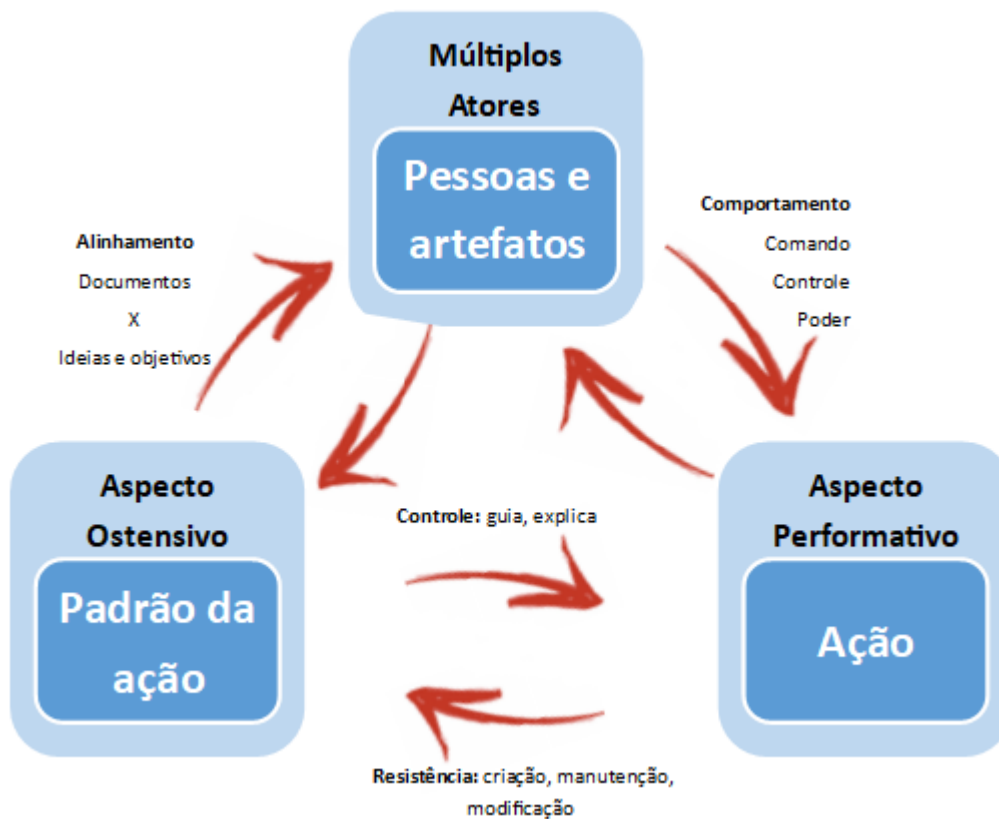 Múltiplos
Atores
Pessoas e
artefatos
Alinhamento
Documentos
X
Ideias e objetivos
Comportamento
Comando
Controle
Poder
Aspecto
Ostensivo
Padrão da
ação
Controle: guia, explica
Aspecto
Performativo
Ação
Resistência: criação, manutenção,
modificação